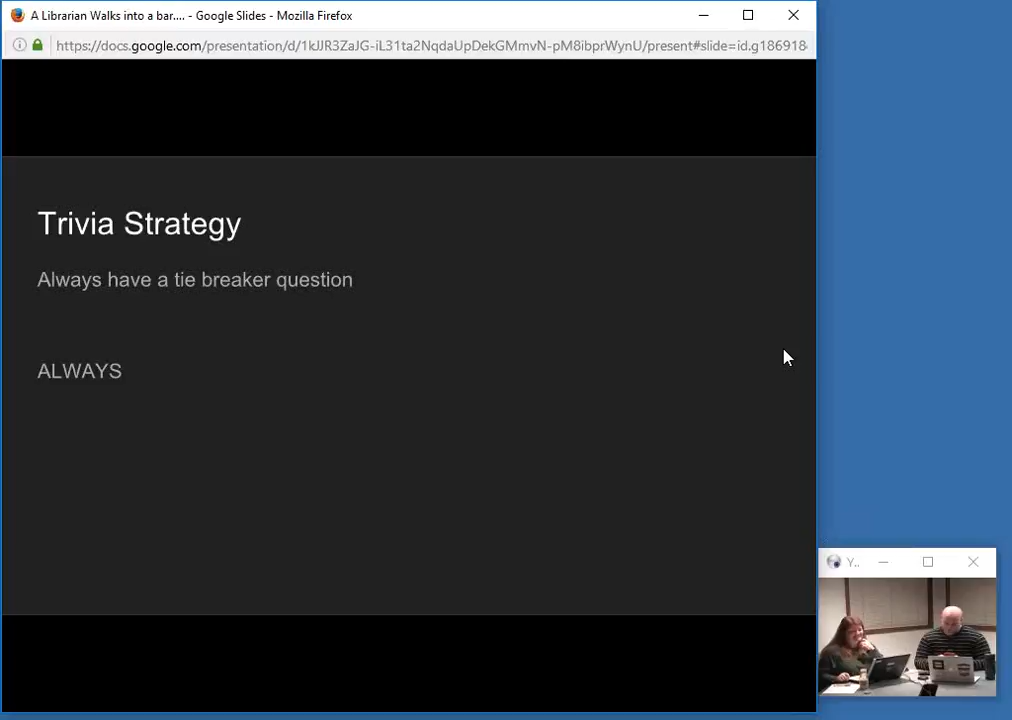 A Librarian Walks into a bar.... - Google Slides - Mozilla Firefox
https://docs.google.com/presentation/d/1kJJR3ZaJG-iL31ta2NqdaUpDekGMmvN-pM8ibprWynU/present#slide=id.g186918
Trivia Strategy
Always have a tie breaker question
ALWAYS
Y..